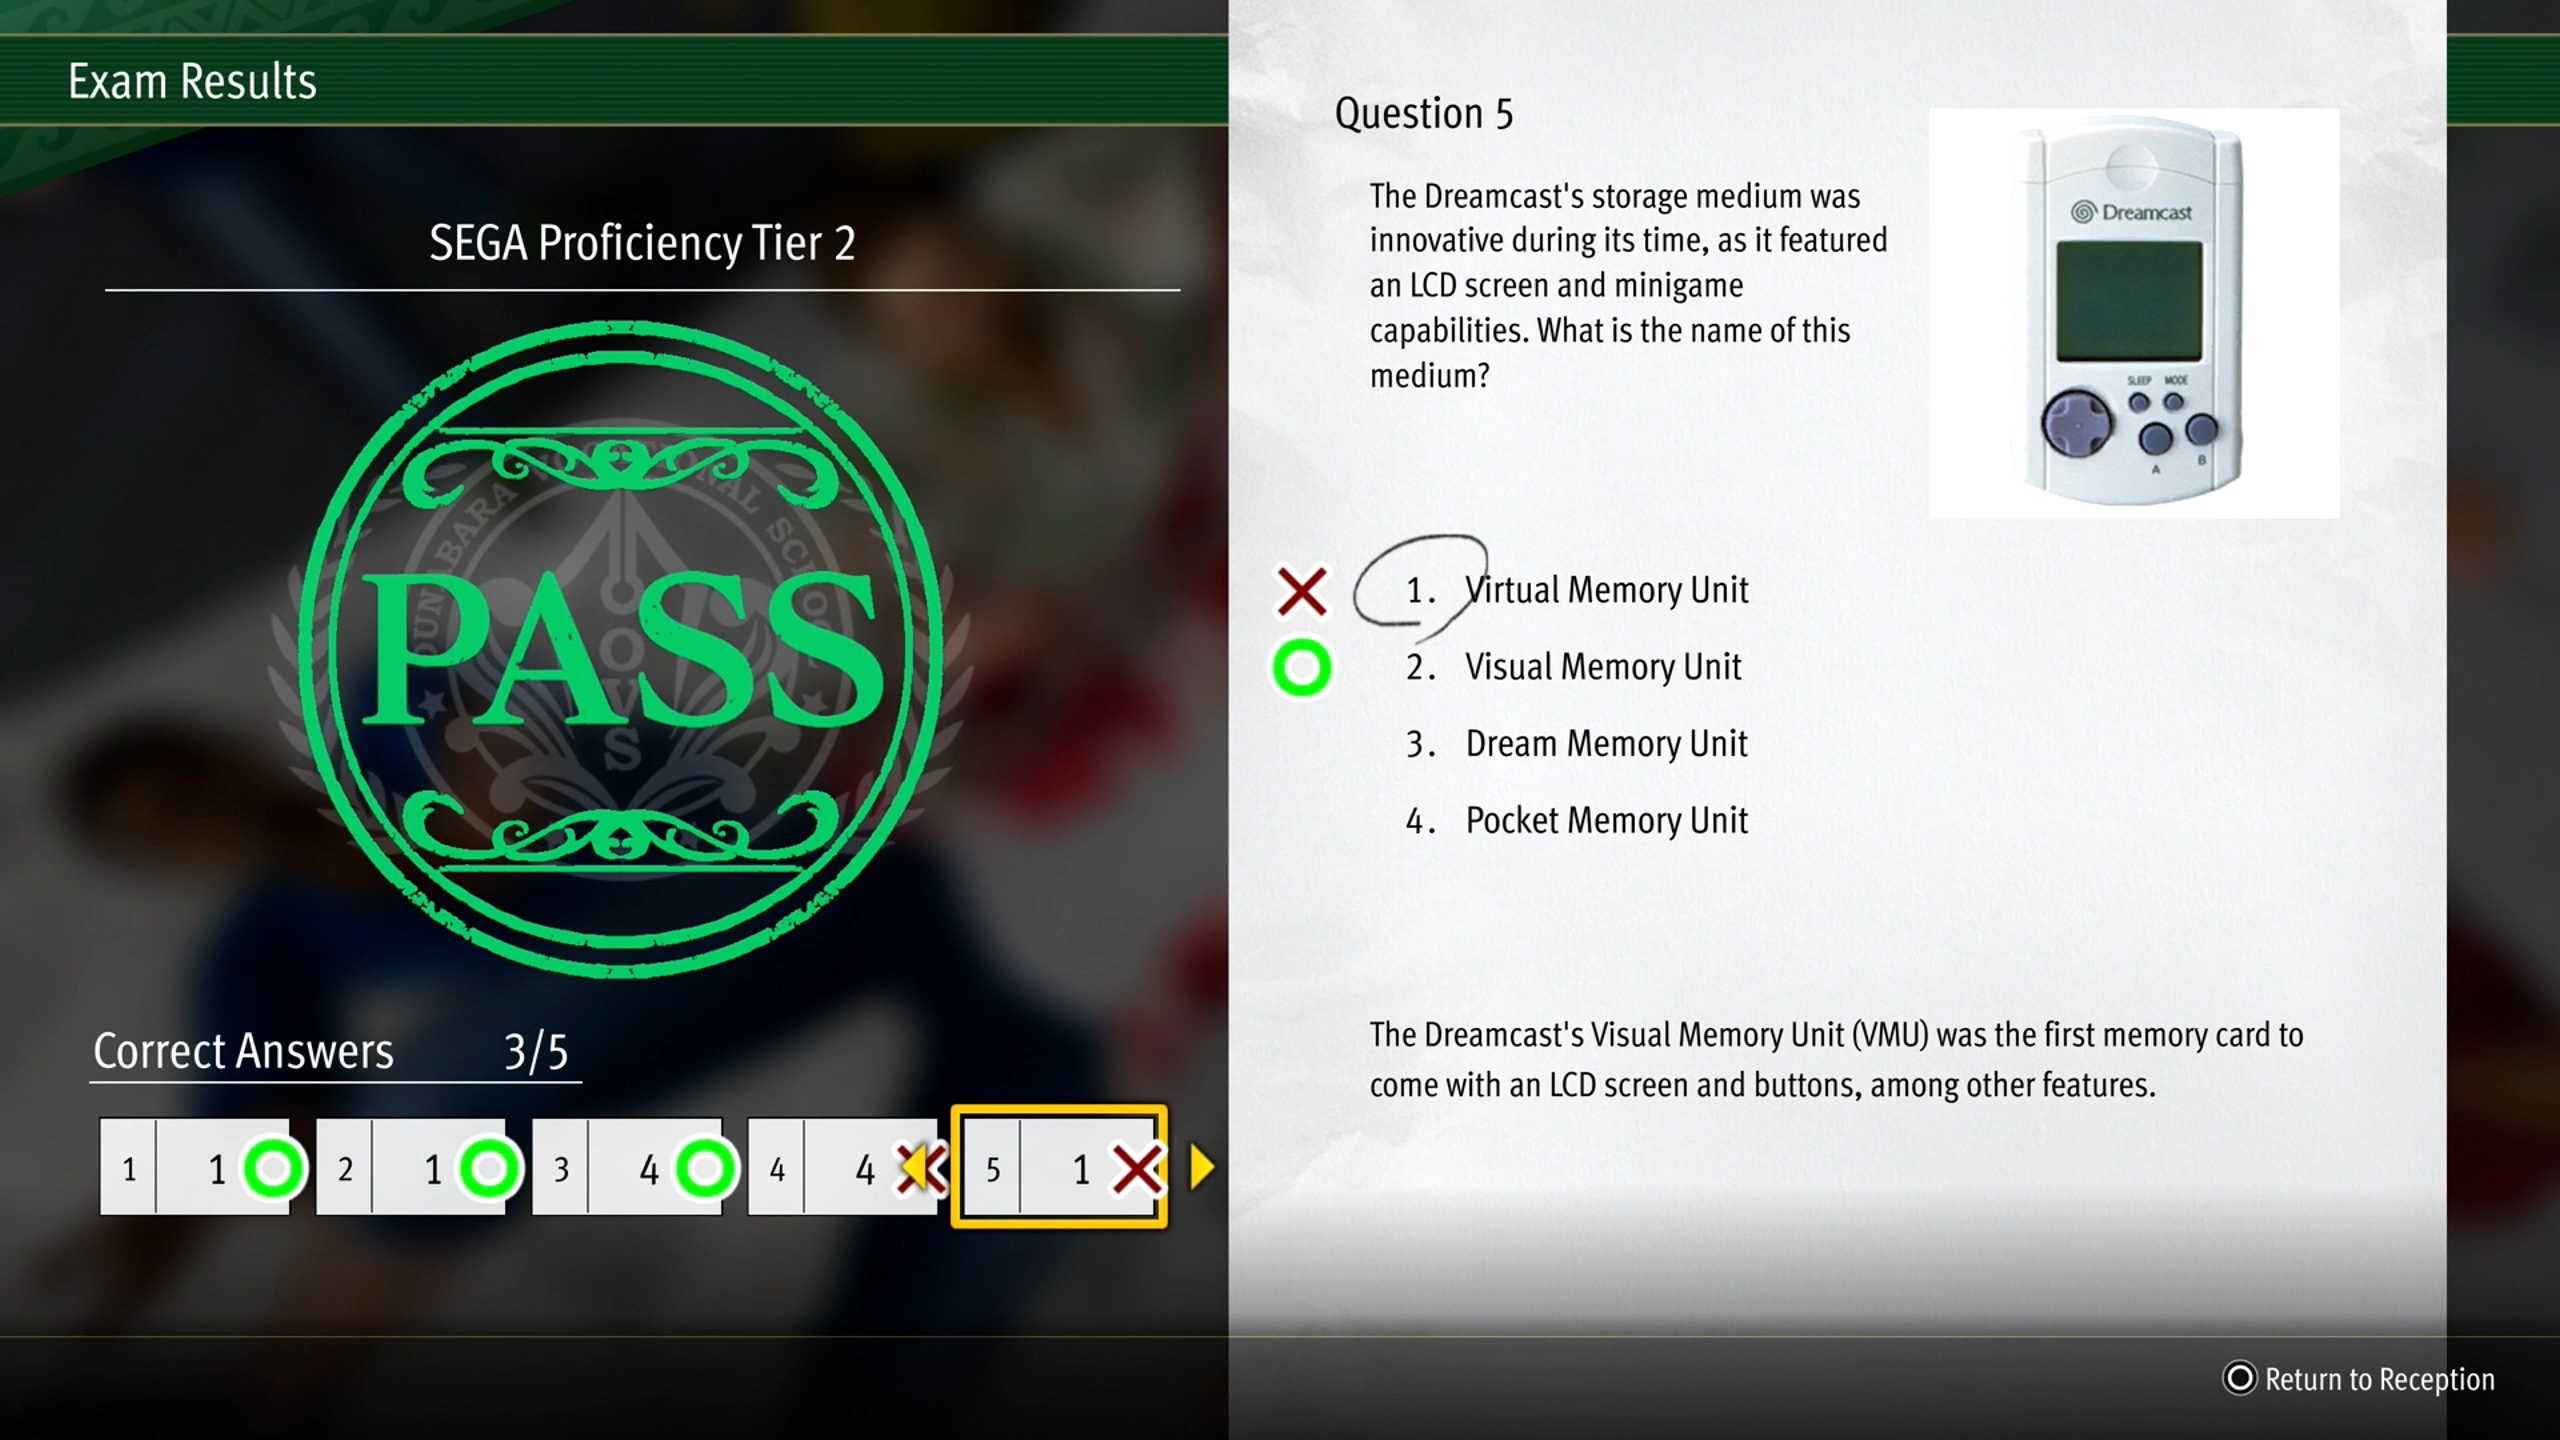 Exam Results
SEGA Proficiency Tier 2
PASS
Correct Answers 3/5
1 1
2 1
3 4
4 4
5 1
Question 5
The Dreamcast's storage medium was
innovative during its time, as it featured
an LCD screen and minigame
capabilities. What is the name of this
medium?
Dreamcast
SLEEP MODE
A B
1. Virtual Memory Unit
2. Visual Memory Unit
3. Dream Memory Unit
4. Pocket Memory Unit
The Dreamcast's Visual Memory Unit (VMU) was the first memory card to
come with an LCD screen and buttons, among other features.
Return to Reception